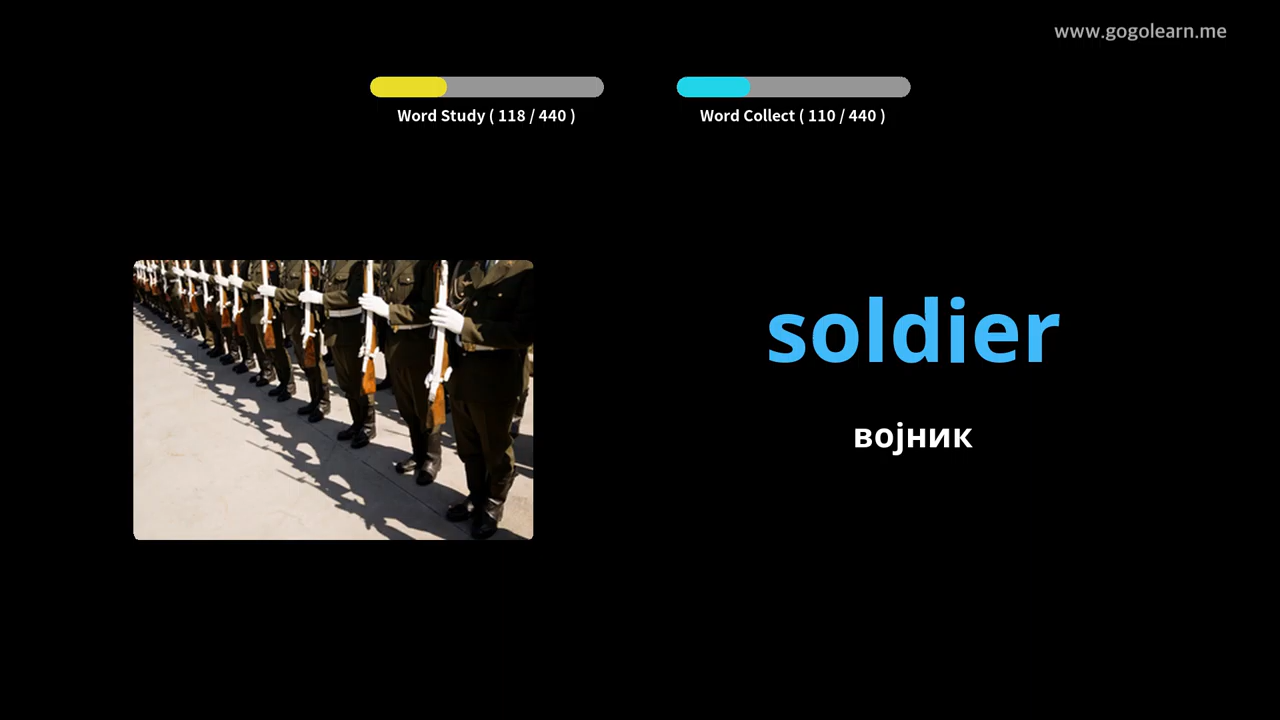 www.gogolearn.me
Word Study ( 118 / 440 )
Word Collect ( 110 / 440 )
soldier
војник